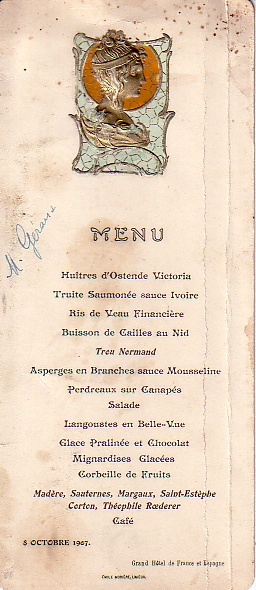 M. Gérain
MENU
Huîtres d'Ostende Victoria
Truite Saumonée sauce Ivoire
Ris de Veau Financière
Buisson de Cailles au Nid
Trou Normand
Asperges en Branches sauce Mousseline
Perdreaux sur Canapés
Salade
Langoustes en Belle-Vue
Glace Pralinée et Chocolat
Mignardises Glacées
Corbeille de Fruits
Madère, Sauternes, Margaux, Saint-Estèphe
Corton, Théophile Rœderer
Café
8 OCTOBRE 1907.
Grand Hôtel de France et Espagne